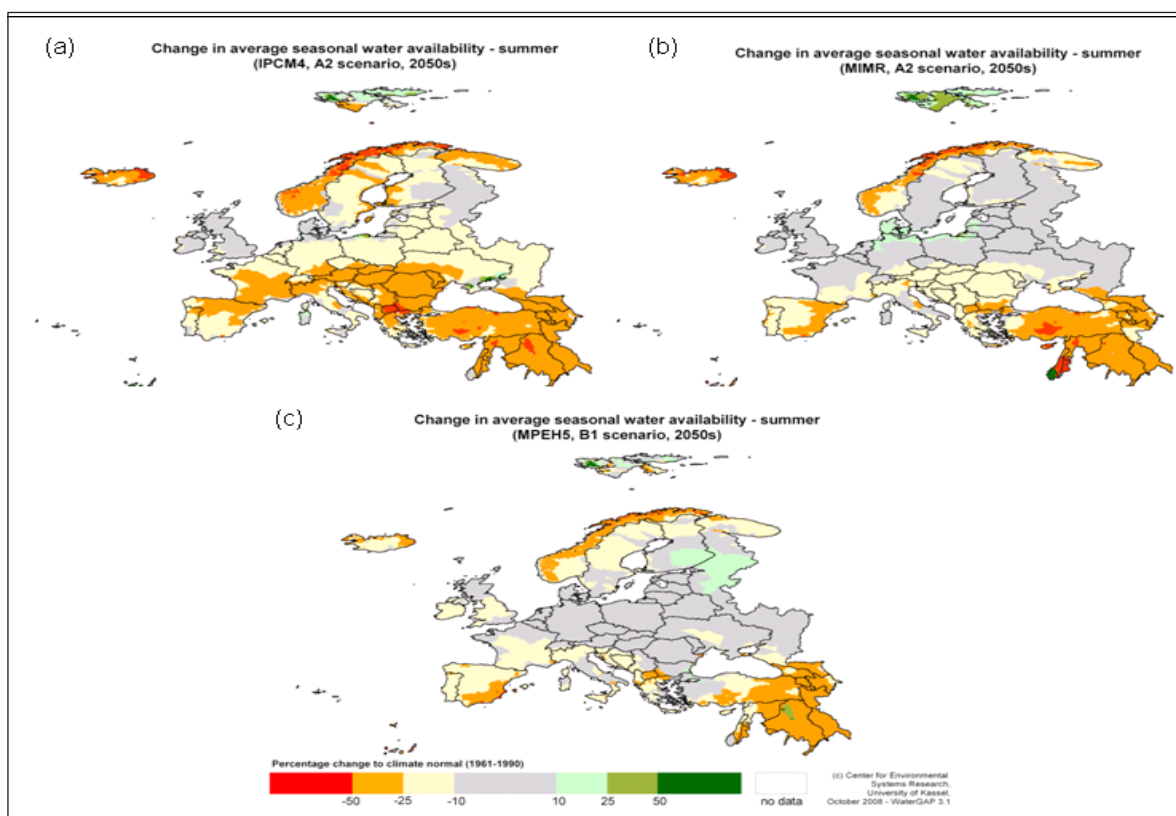 (a)
Change in average seasonal water availability - summer
(IPCM4, A2 scenario, 2050s)
(b)
Change in average seasonal water availability - summer
(MIMR, A2 scenario, 2050s)
(c)
Change in average seasonal water availability - summer
(MPEH5, B1 scenario, 2050s)
Percentage change to climate normal (1961-1990)
-50 -25 -10 10 25 50
no data
(c) Center for Environmental
Systems Research,
University of Kassel,
October 2008 - WaterGAP 3.1